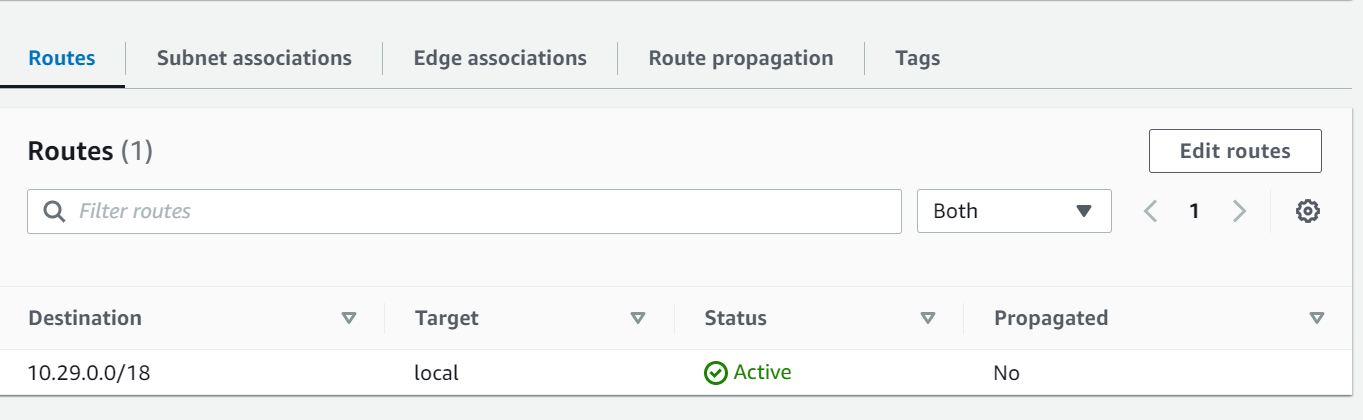 Routes Subnet associations Edge associations Route propagation Tags
Routes (1) Edit routes
Filter routes Both 1
Destination Target Status Propagated
10.29.0.0/18 local Active No